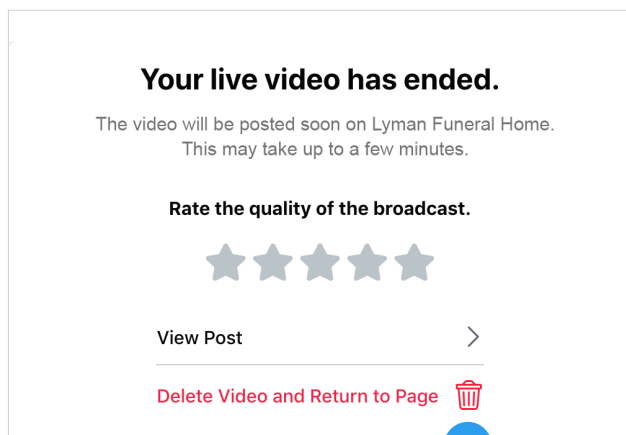 Your live video has ended.
The video will be posted soon on Lyman Funeral Home.
This may take up to a few minutes.
Rate the quality of the broadcast.
View Post
Delete Video and Return to Page